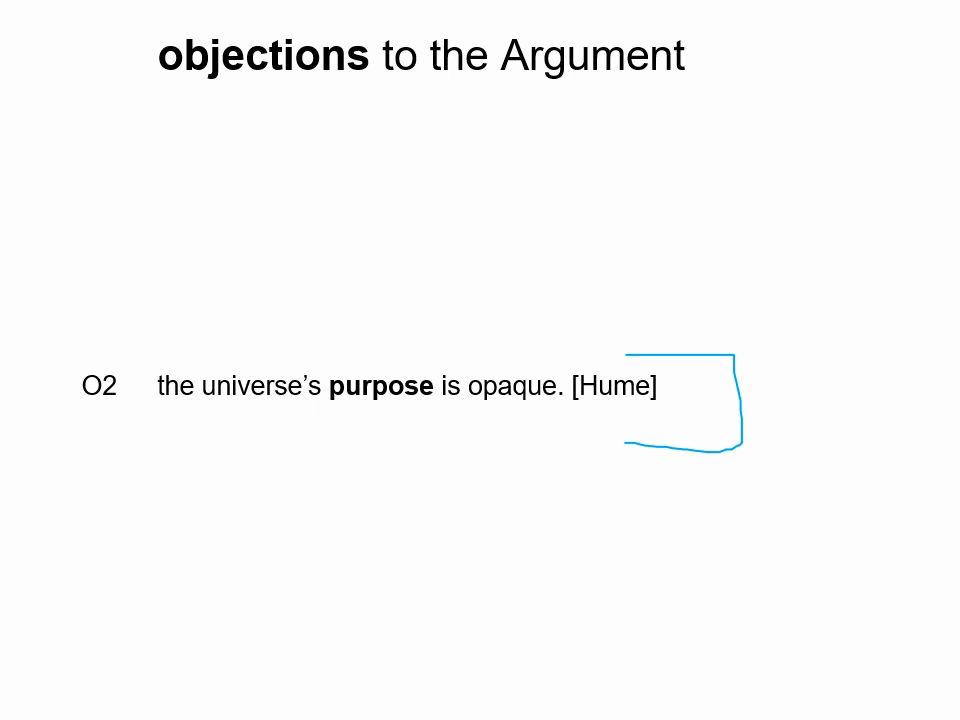 objections to the Argument
O2 the universe’s purpose is opaque. [Hume]